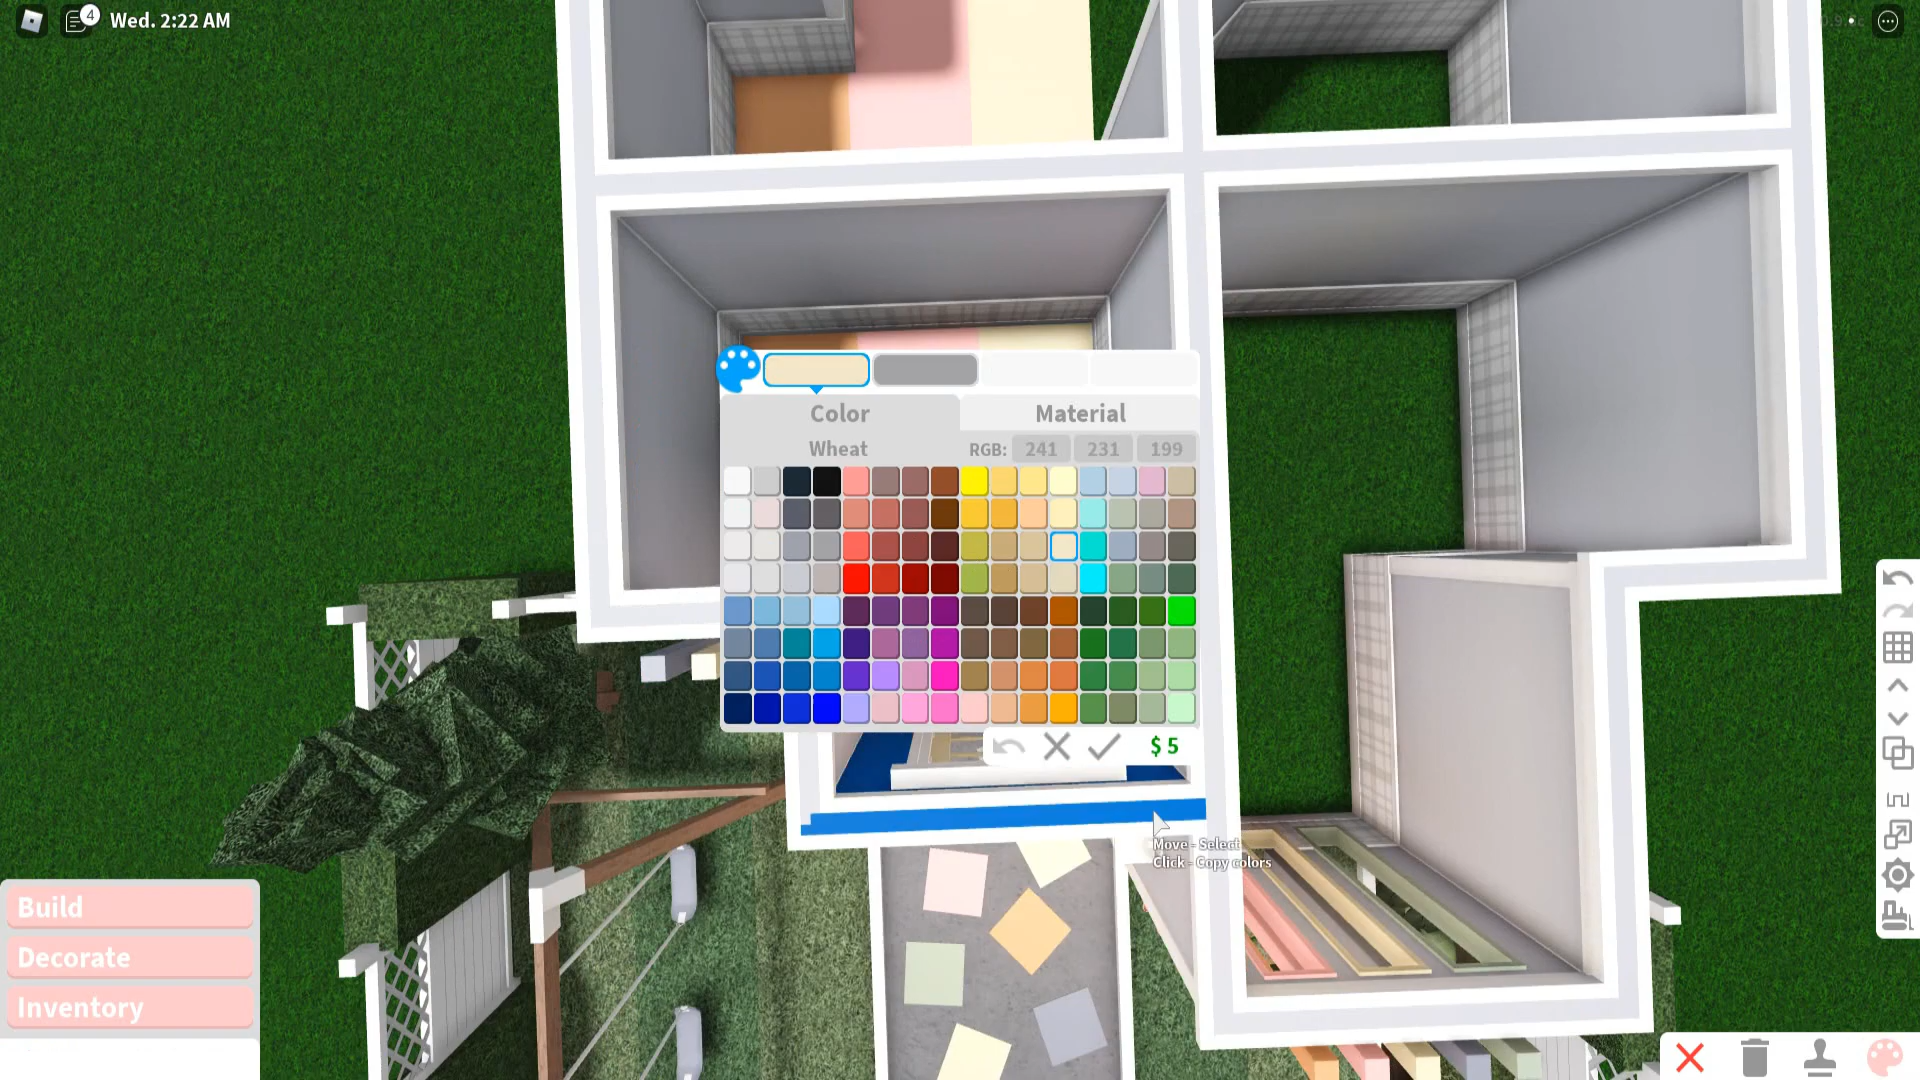 4
Wed. 2:22 AM
Color
Material
Wheat
RGB: 241 231 199
$ 5
Move - Select
Click - Copy colors
Build
Decorate
Inventory